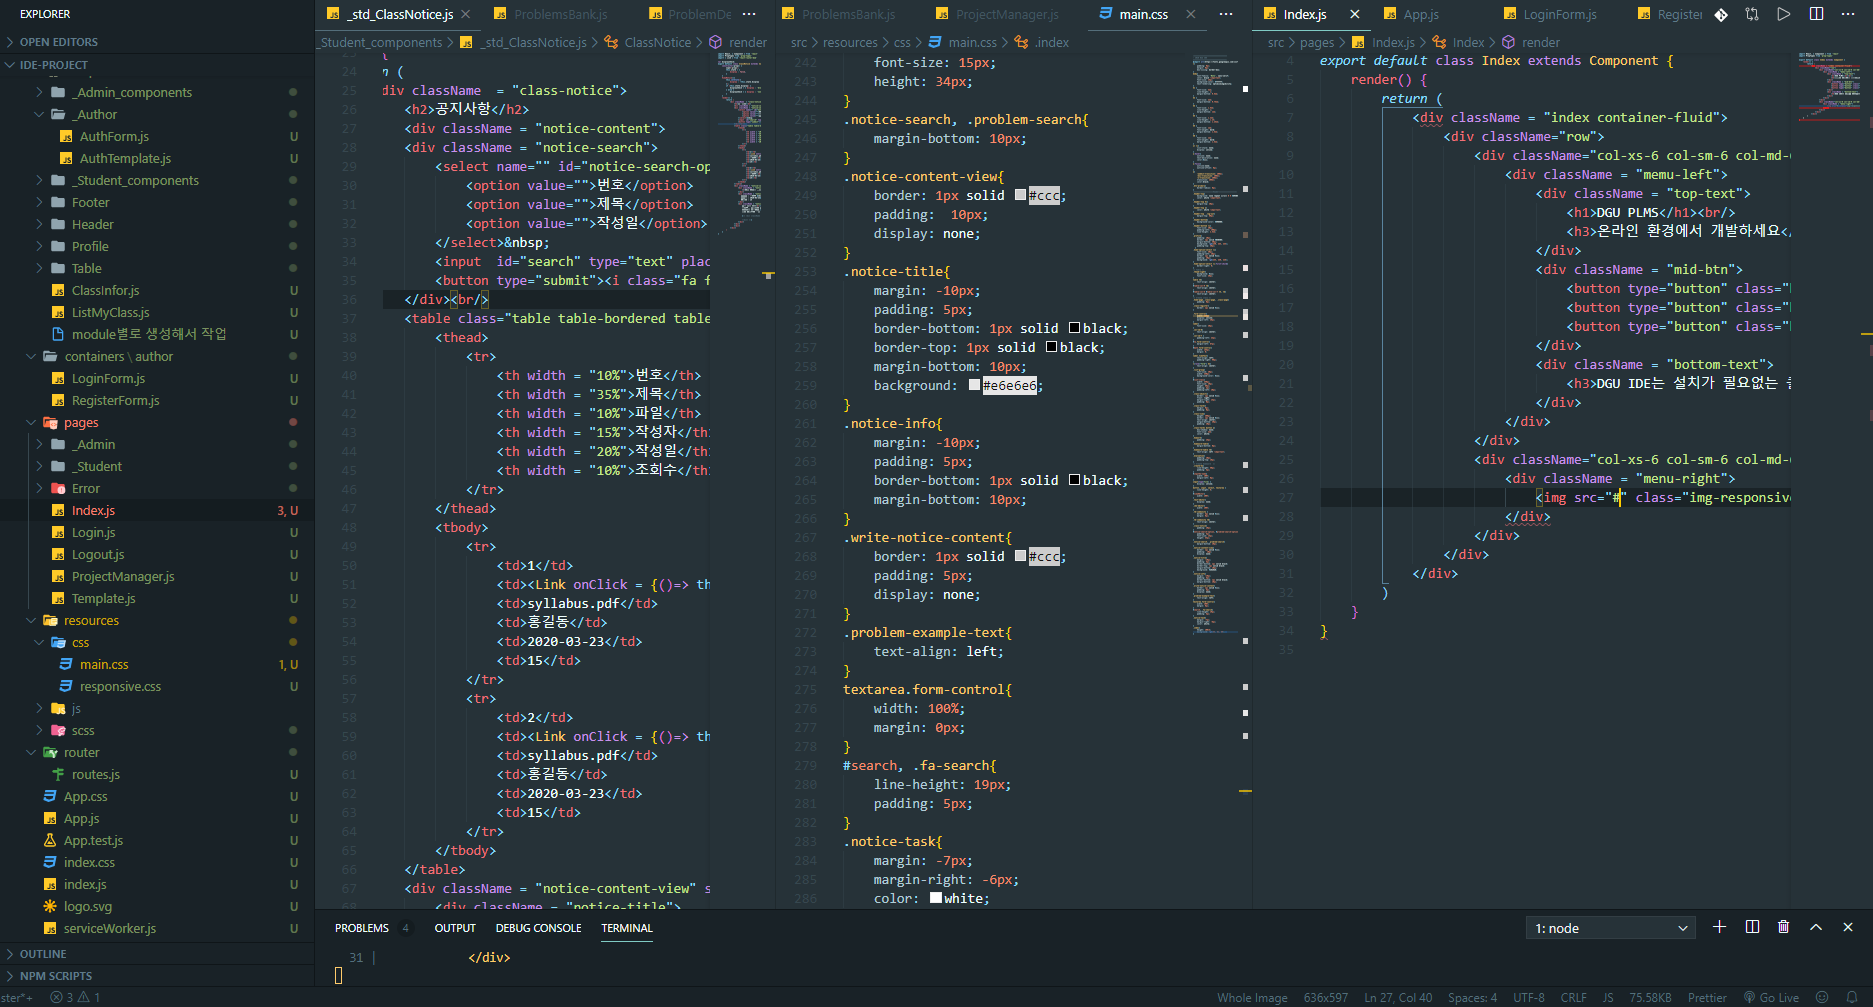 EXPLORER
OPEN EDITORS
IDE-PROJECT
_Admin_components
_Author
AuthForm.js U
AuthTemplate.js U
_Student_components
Footer
Header
Profile
Table
ClassInfor.js U
ListMyClass.js U
module별로 생성해서 작업 U
containers \ author
LoginForm.js U
RegisterForm.js U
pages
_Admin
_Student
Error
Index.js 3, U
Login.js U
Logout.js U
ProjectManager.js U
Template.js U
resources
css
main.css 1, U
responsive.css U
js
scss
router
routes.js U
App.css U
App.js U
App.test.js U
index.css U
index.js U
logo.svg U
serviceWorker.js U
OUTLINE
NPM SCRIPTS
_std_ClassNotice.js ProblemsBank.js ProblemDe ...
_Student_components > _std_ClassNotice.js > ClassNotice > render
24 n (
25 div className  = "class-notice">
26 <h2>공지사항</h2>
27 <div className = "notice-content">
28 <div className = "notice-search">
29 <select name="" id="notice-search-op
30 <option value="">번호</option>
31 <option value="">제목</option>
32 <option value="">작성일</option>
33 </select>&nbsp;
34 <input  id="search" type="text" plac
35 <button type="submit"><i class="fa f
36 </div><br/>
37 <table class="table table-bordered table
38 <thead>
39 <tr>
40 <th width = "10%">번호</th>
41 <th width = "35%">제목</th>
42 <th width = "10%">파일</th>
43 <th width = "15%">작성자</th
44 <th width = "20%">작성일</th
45 <th width = "10%">조회수</th
46 </tr>
47 </thead>
48 <tbody>
49 <tr>
50 <td>1</td>
51 <td><Link onClick = {()=> th
52 <td>syllabus.pdf</td>
53 <td>홍길동</td>
54 <td>2020-03-23</td>
55 <td>15</td>
56 </tr>
57 <tr>
58 <td>2</td>
59 <td><Link onClick = {()=> th
60 <td>syllabus.pdf</td>
61 <td>홍길동</td>
62 <td>2020-03-23</td>
63 <td>15</td>
64 </tr>
65 </tbody>
66 </table>
67 <div className = "notice-content-view" s
68 <div className = "notice-title">
ProblemsBank.js ProjectManager.js main.css ...
src > resources > css > main.css > .index
242 font-size: 15px;
243 height: 34px;
244 }
245 .notice-search, .problem-search{
246 margin-bottom: 10px;
247 }
248 .notice-content-view{
249 border: 1px solid #ccc;
250 padding:  10px;
251 display: none;
252 }
253 .notice-title{
254 margin: -10px;
255 padding: 5px;
256 border-bottom: 1px solid black;
257 border-top: 1px solid black;
258 margin-bottom: 10px;
259 background: #e6e6e6;
260 }
261 .notice-info{
262 margin: -10px;
263 padding: 5px;
264 border-bottom: 1px solid black;
265 margin-bottom: 10px;
266 }
267 .write-notice-content{
268 border: 1px solid #ccc;
269 padding: 5px;
270 display: none;
271 }
272 .problem-example-text{
273 text-align: left;
274 }
275 textarea.form-control{
276 width: 100%;
277 margin: 0px;
278 }
279 #search, .fa-search{
280 line-height: 19px;
281 padding: 5px;
282 }
283 .notice-task{
284 margin: -7px;
285 margin-right: -6px;
286 color: white;
Index.js App.js LoginForm.js Register ...
src > pages > Index.js > Index > render
4 export default class Index extends Component {
5 render() {
6 return (
7 <div className = "index container-fluid">
8 <div className="row">
9 <div className="col-xs-6 col-sm-6 col-md-6
10 <div className = "memu-left">
11 <div className = "top-text">
12 <h1>DGU PLMS</h1><br/>
13 <h3>온라인 환경에서 개발하세요</
14 </div>
15 <div className = "mid-btn">
16 <button type="button" class="
17 <button type="button" class="
18 <button type="button" class="
19 </div>
20 <div className = "bottom-text">
21 <h3>DGU IDE는 설치가 필요없는
22 </div>
23 </div>
24 </div>
25 <div className="col-xs-6 col-sm-6 col-md-6
26 <div className = "menu-right">
27 <img src="#" class="img-responsive
28 </div>
29 </div>
30 </div>
31 </div>
32 )
33 }
34 }
35
PROBLEMS 4 OUTPUT DEBUG CONSOLE TERMINAL 1: node
31 | </div>
ster*+ 3 1 Whole Image 636x597 Ln 27, Col 40 Spaces: 4 UTF-8 CRLF JS 75.58KB Prettier Go Live